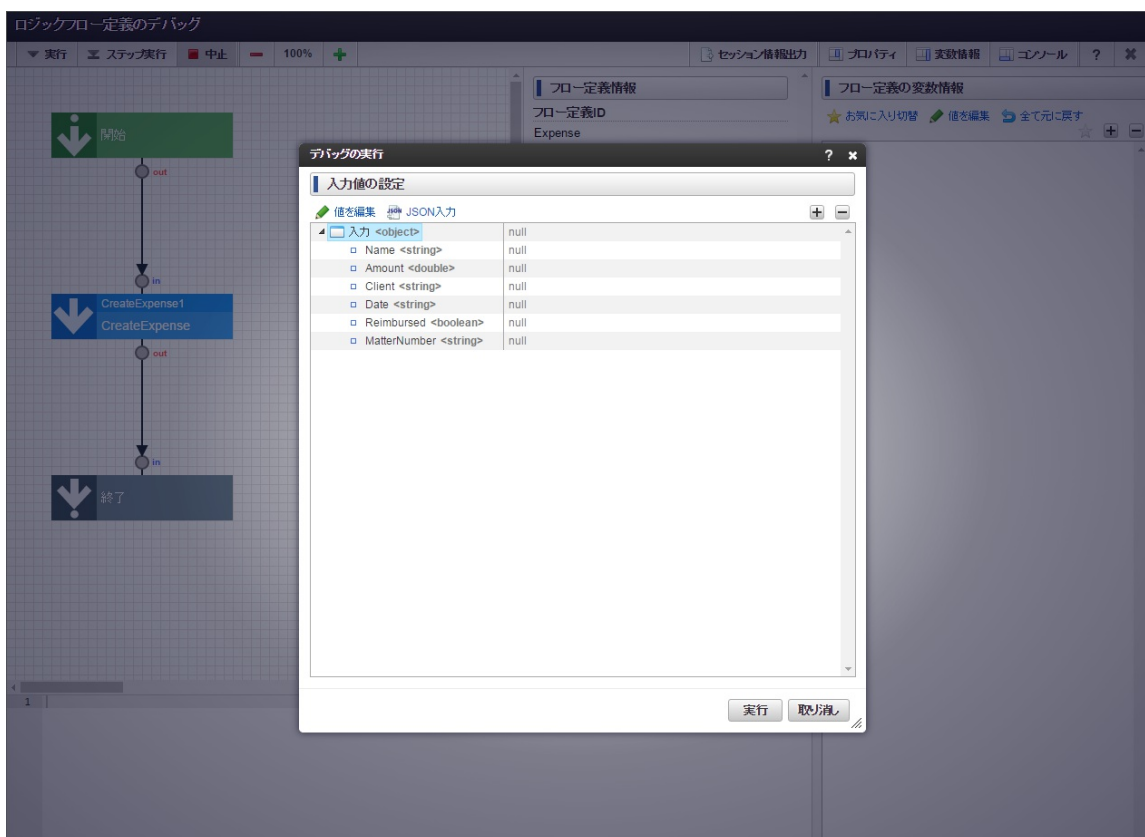 ロジックフロー定義のデバッグ
実行 ステップ実行 中止 100% セッション情報出力 プロパティ 変数情報 コンソール ?
フロー定義情報
フロー定義の変数情報
フロー定義ID
お気に入り切替 値を編集 全て元に戻す
Expense
開始
out
in
CreateExpense1
CreateExpense
out
in
終了
1
デバッグの実行 ?
入力値の設定
値を編集 JSON JSON入力
入力 <object> null
Name <string> null
Amount <double> null
Client <string> null
Date <string> null
Reimbursed <boolean> null
MatterNumber <string> null
実行 取り消し